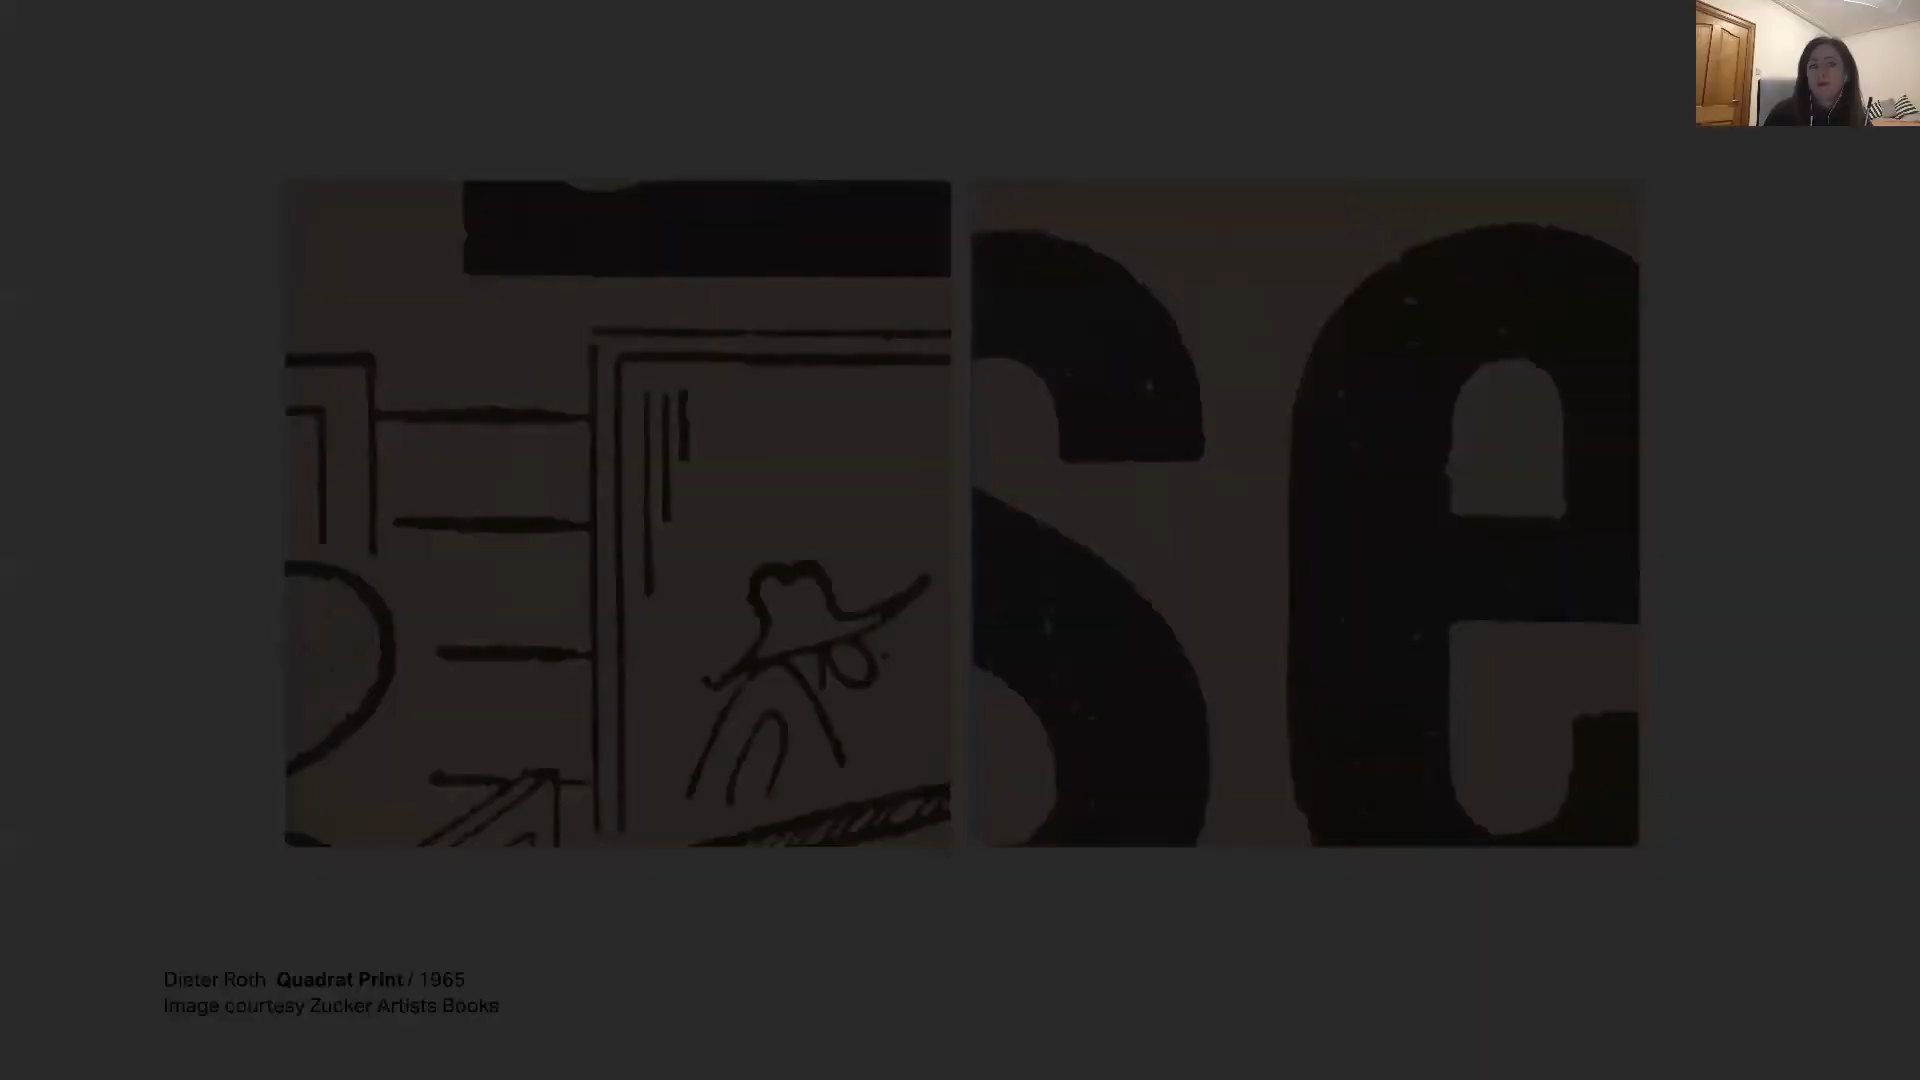 se
Dieter Roth Quadrat Print / 1965
Image courtesy Zucker Artists Books